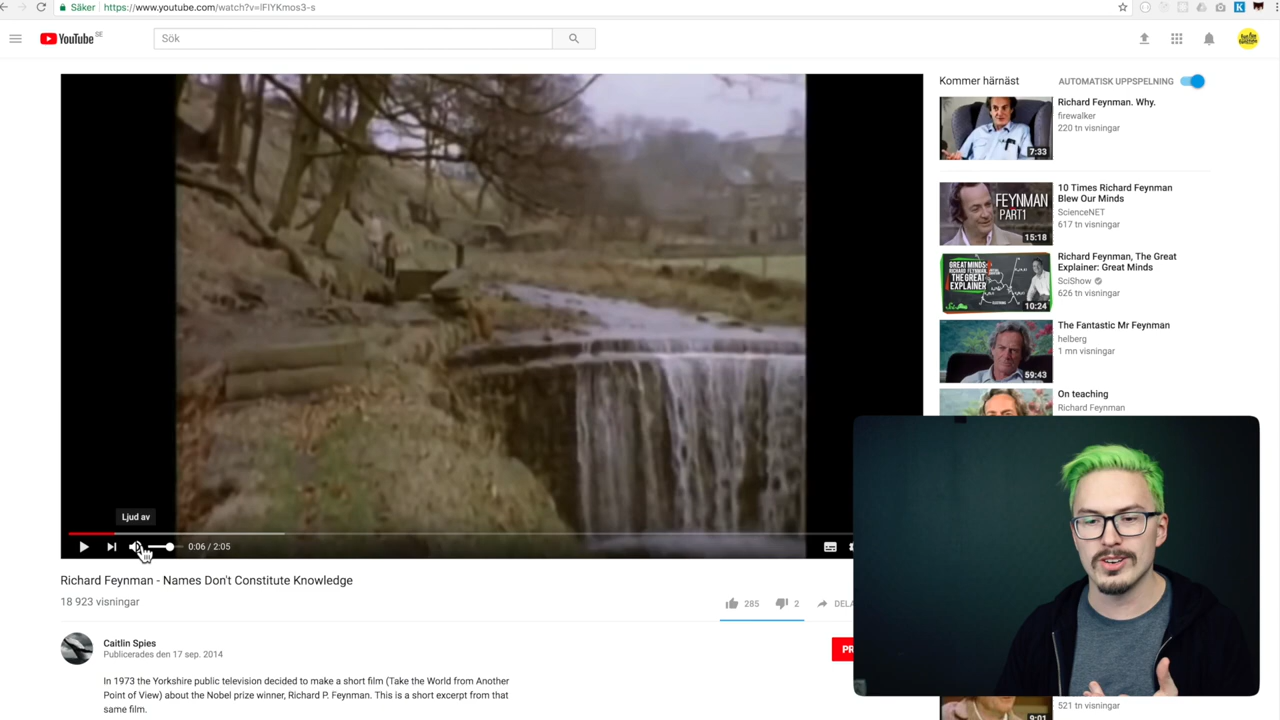 Säker
https://www.youtube.com/watch?v=lFIYKmos3-s
YouTube SE
Sök
Kommer härnäst
AUTOMATISK UPPSPELNING
Richard Feynman. Why.
firewalker
220 tn visningar
7:33
10 Times Richard Feynman
Blew Our Minds
ScienceNET
617 tn visningar
FEYNMAN
PART1
15:18
Richard Feynman, The Great
Explainer: Great Minds
SciShow
626 tn visningar
GREAT MINDS:
RICHARD FEYNMAN,
THE GREAT
EXPLAINER
10:24
The Fantastic Mr Feynman
helberg
1 mn visningar
59:43
On teaching
Richard Feynman
Ljud av
0:06 / 2:05
Richard Feynman - Names Don't Constitute Knowledge
18 923 visningar
285
2
DELA
Caitlin Spies
Publicerades den 17 sep. 2014
PR
In 1973 the Yorkshire public television decided to make a short film (Take the World from Another
Point of View) about the Nobel prize winner, Richard P. Feynman. This is a short excerpt from that
same film.
521 tn visningar
9:01